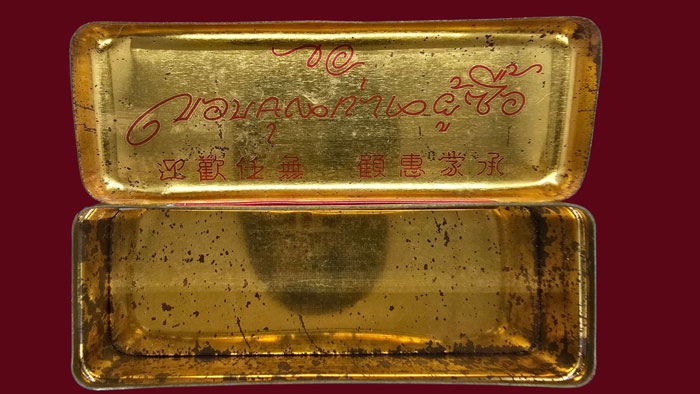 ขอบคุณท่านผู้ซื้อ
承蒙惠顧 無任歡迎